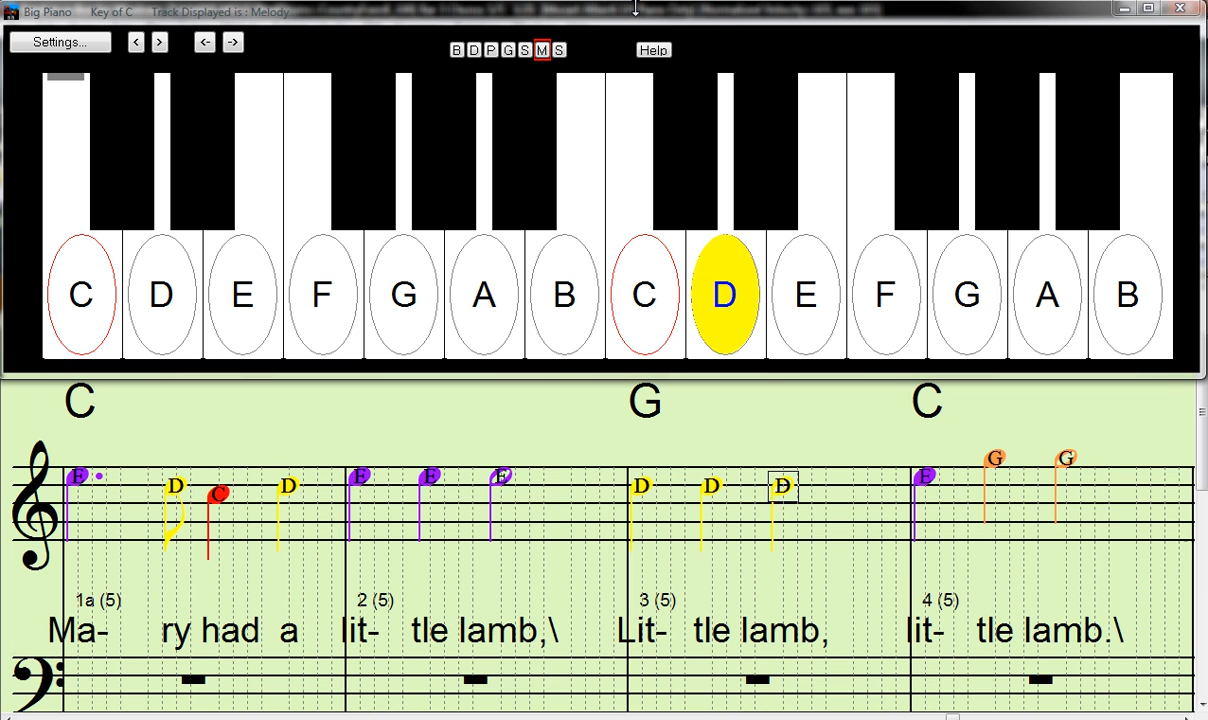 Big Piano Key of C Track Displayed is : Melody
Settings... < > <- -> B D P G S M S Help
C D E F G A B C D E F G A B
C G C
E D C D E E E D D D E G G
1a (5) 2 (5) 3 (5) 4 (5)
Ma- ry had a lit- tle lamb,\ Lit- tle lamb, lit- tle lamb.\